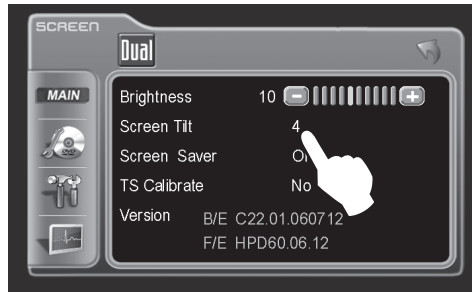 SCREEN
Dual
MAIN
Brightness 10
Screen Tilt 4
Screen Saver
TS Calibrate No
Version B/E C22.01.060712
F/E HPD60.06.12